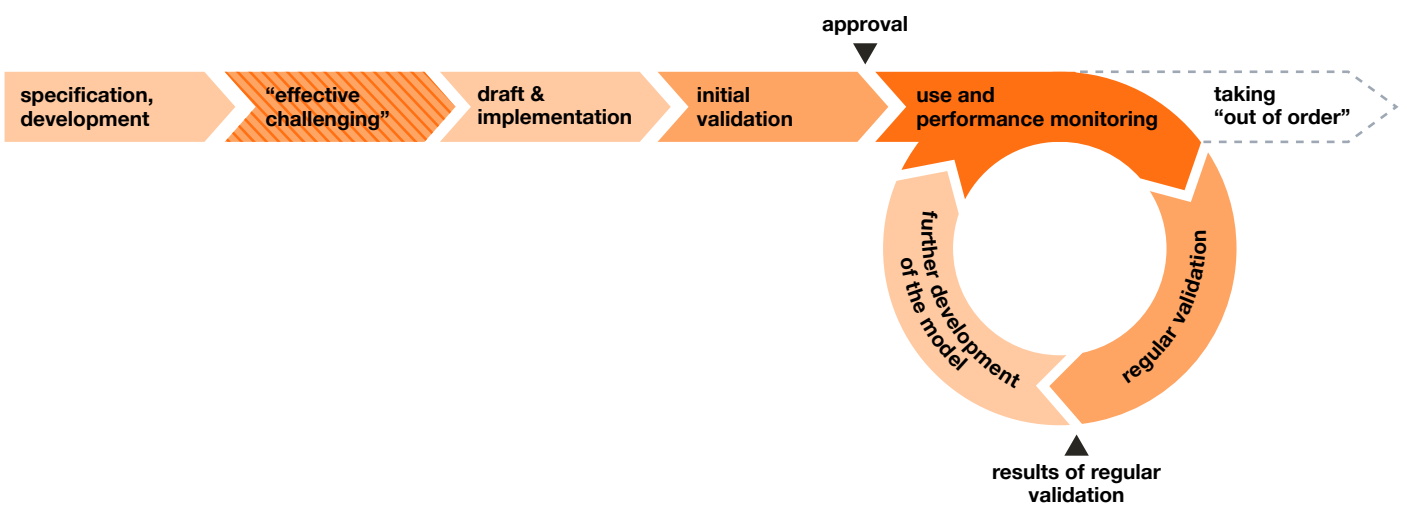 approval
specification,
development
“effective
challenging”
draft &
implementation
initial
validation
use and
performance monitoring
taking
“out of order”
further development
of the model
regular validation
results of regular
validation